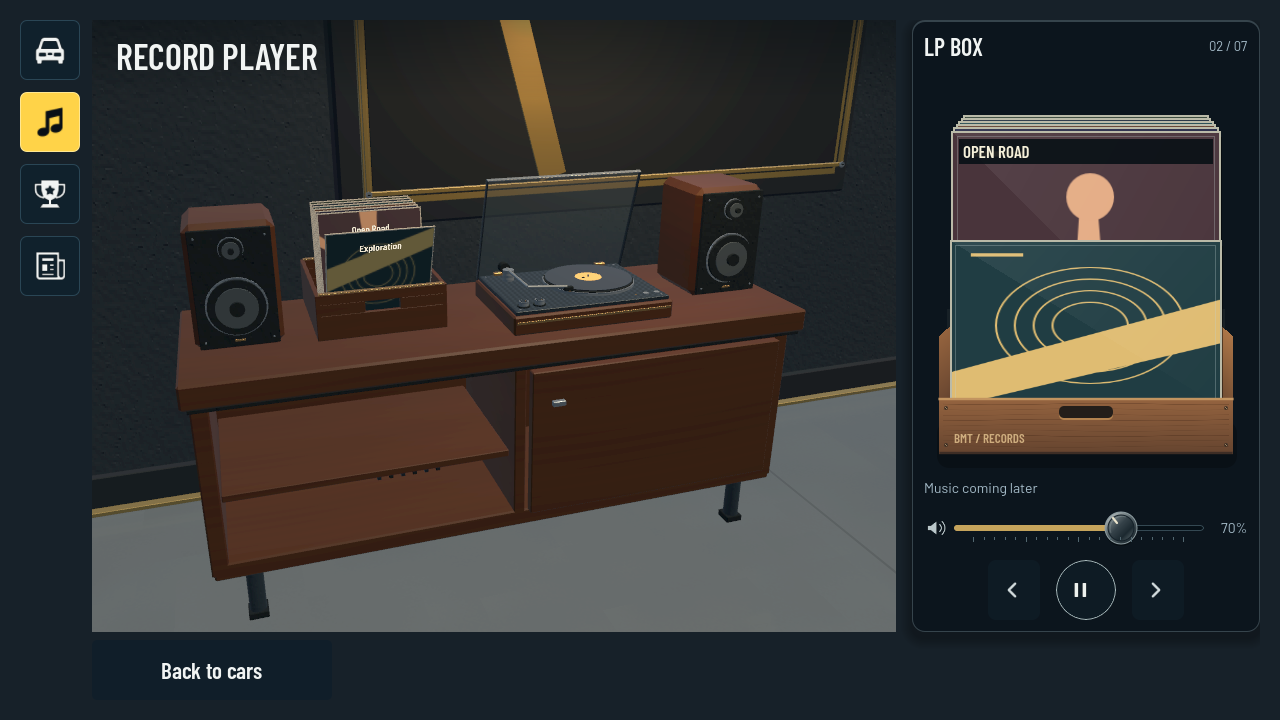 RECORD PLAYER
Open Road
Exploration
LP BOX
02 / 07
OPEN ROAD
BMT / RECORDS
Music coming later
70%
Back to cars